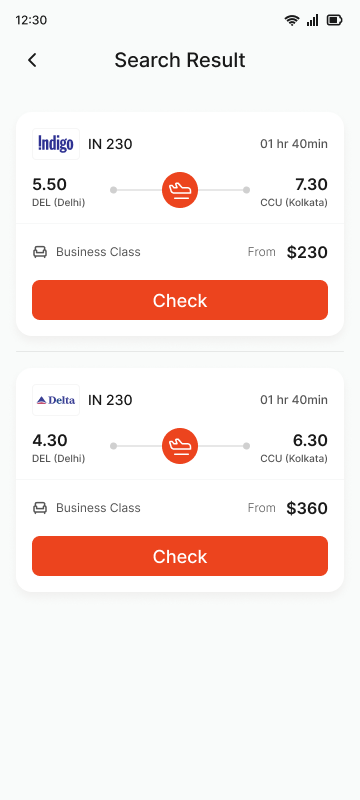 12:30
Search Result
Indigo IN 230 01 hr 40min
5.50 7.30
DEL (Delhi) CCU (Kolkata)
Business Class From $230
Check
Delta IN 230 01 hr 40min
4.30 6.30
DEL (Delhi) CCU (Kolkata)
Business Class From $360
Check